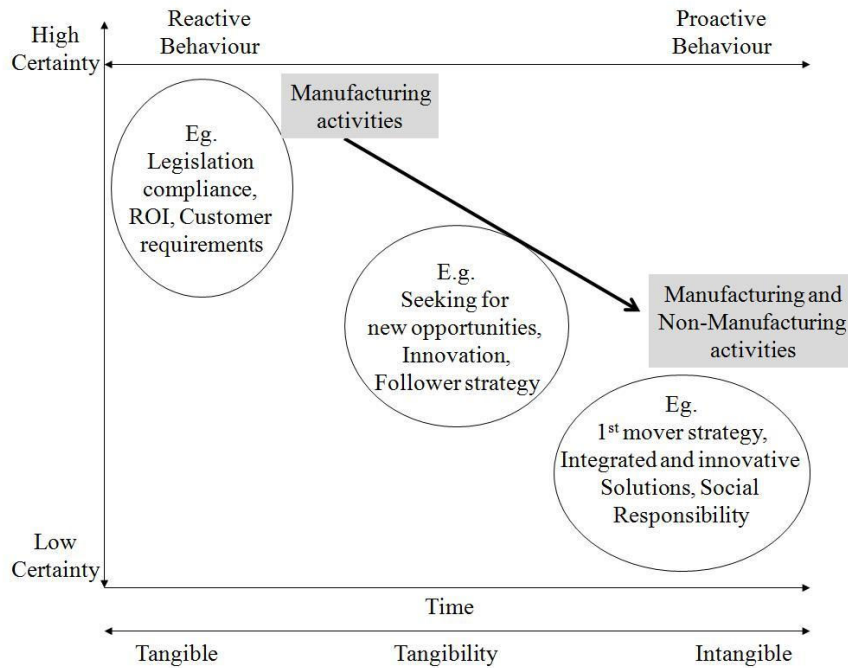 Reactive
Behaviour
Proactive
Behaviour
High
Certainty
Manufacturing
activities
Eg.
Legislation
compliance,
ROI, Customer
requirements
E.g.
Seeking for
new opportunities,
Innovation,
Follower strategy
Manufacturing and
Non-Manufacturing
activities
Eg.
1st mover strategy,
Integrated and innovative
Solutions, Social
Responsibility
Low
Certainty
Time
Tangible
Tangibility
Intangible